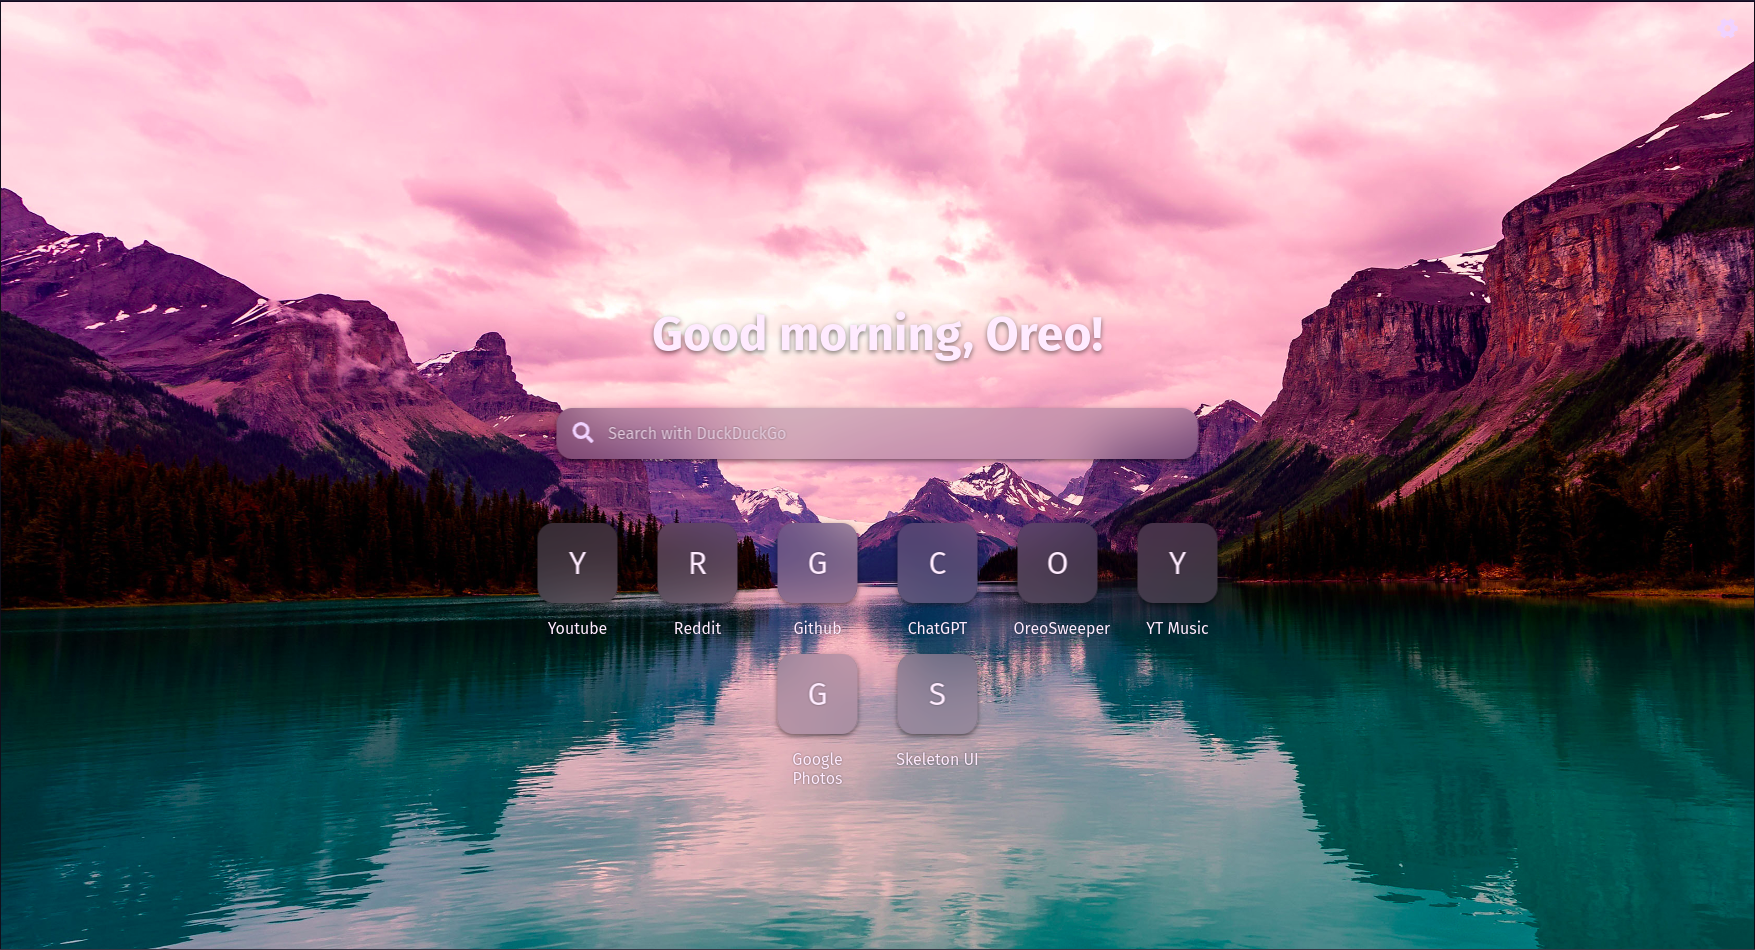 Good morning, Oreo!
Search with DuckDuckGo
Y R G C O Y
Youtube Reddit Github ChatGPT OreoSweeper YT Music
G S
Google Skeleton UI
Photos